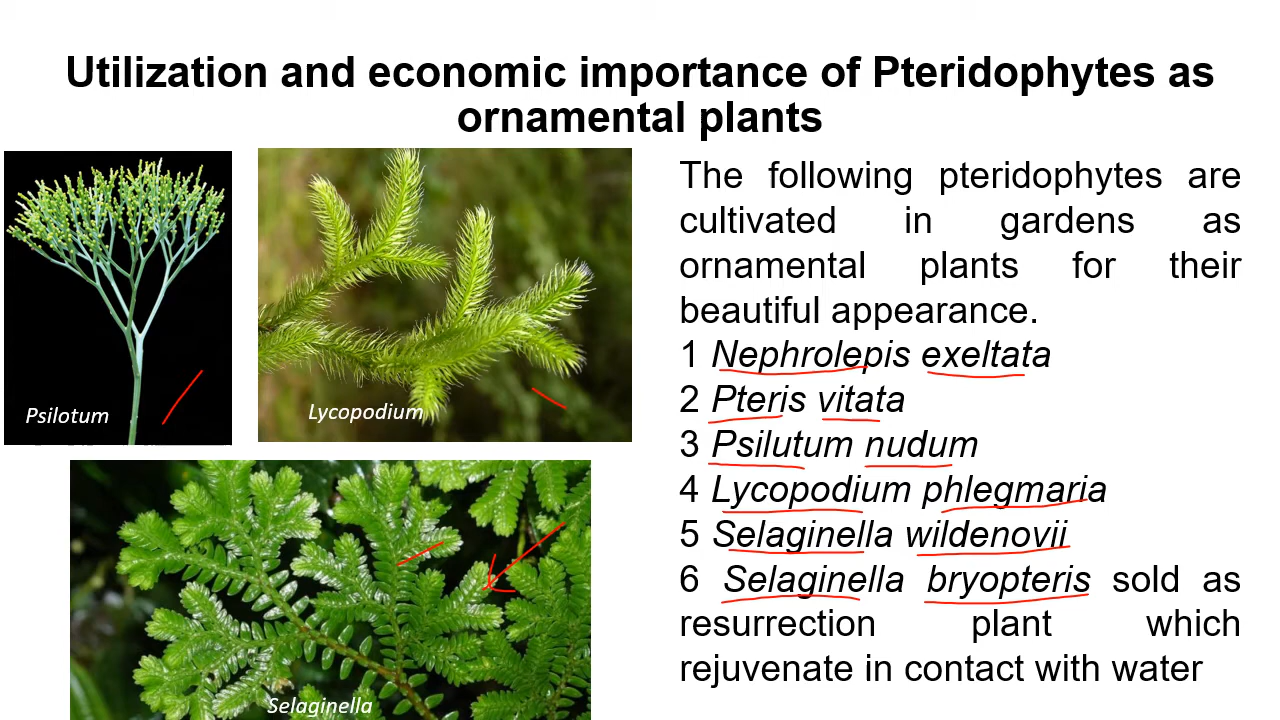 Utilization and economic importance of Pteridophytes as
ornamental plants
Psilotum
Lycopodium
Selaginella
The following pteridophytes are
cultivated in gardens as
ornamental plants for their
beautiful appearance.
1 Nephrolepis exeltata
2 Pteris vitata
3 Psilutum nudum
4 Lycopodium phlegmaria
5 Selaginella wildenovii
6 Selaginella bryopteris sold as
resurrection plant which
rejuvenate in contact with water